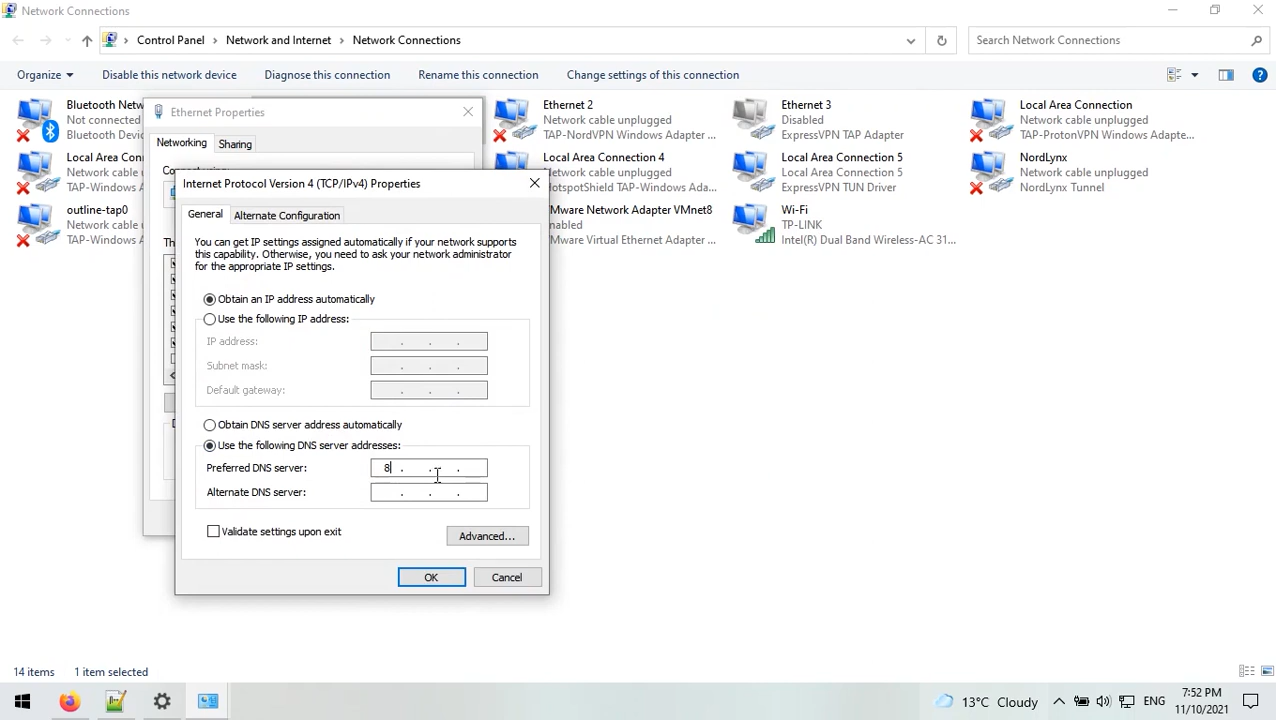 Network Connections
Control Panel > Network and Internet > Network Connections
Search Network Connections
Organize
Disable this network device
Diagnose this connection
Rename this connection
Change settings of this connection
Bluetooth Netw
Not connected
Bluetooth Devi
Ethernet 2
Network cable unplugged
TAP-NordVPN Windows Adapter ...
Ethernet 3
Disabled
ExpressVPN TAP Adapter
Local Area Connection
Network cable unplugged
TAP-ProtonVPN Windows Adapte...
Local Area Con
Network cable u
TAP-Windows A
Local Area Connection 4
Network cable unplugged
HotspotShield TAP-Windows Adap...
Local Area Connection 5
Network cable unplugged
ExpressVPN TUN Driver
NordLynx
Network cable unplugged
NordLynx Tunnel
outline-tap0
Network cable u
TAP-Windows A
VMware Network Adapter VMnet8
Enabled
VMware Virtual Ethernet Adapter ...
Wi-Fi
TP-LINK
Intel(R) Dual Band Wireless-AC 31...
Ethernet Properties
Networking
Sharing
Internet Protocol Version 4 (TCP/IPv4) Properties
General
Alternate Configuration
You can get IP settings assigned automatically if your network supports
this capability. Otherwise, you need to ask your network administrator
for the appropriate IP settings.
Obtain an IP address automatically
Use the following IP address:
IP address: . . .
Subnet mask: . . .
Default gateway: . . .
Obtain DNS server address automatically
Use the following DNS server addresses:
Preferred DNS server: 8 . . .
Alternate DNS server: . . .
Validate settings upon exit
Advanced...
OK
Cancel
14 items
1 item selected
13°C Cloudy
ENG
7:52 PM
11/10/2021